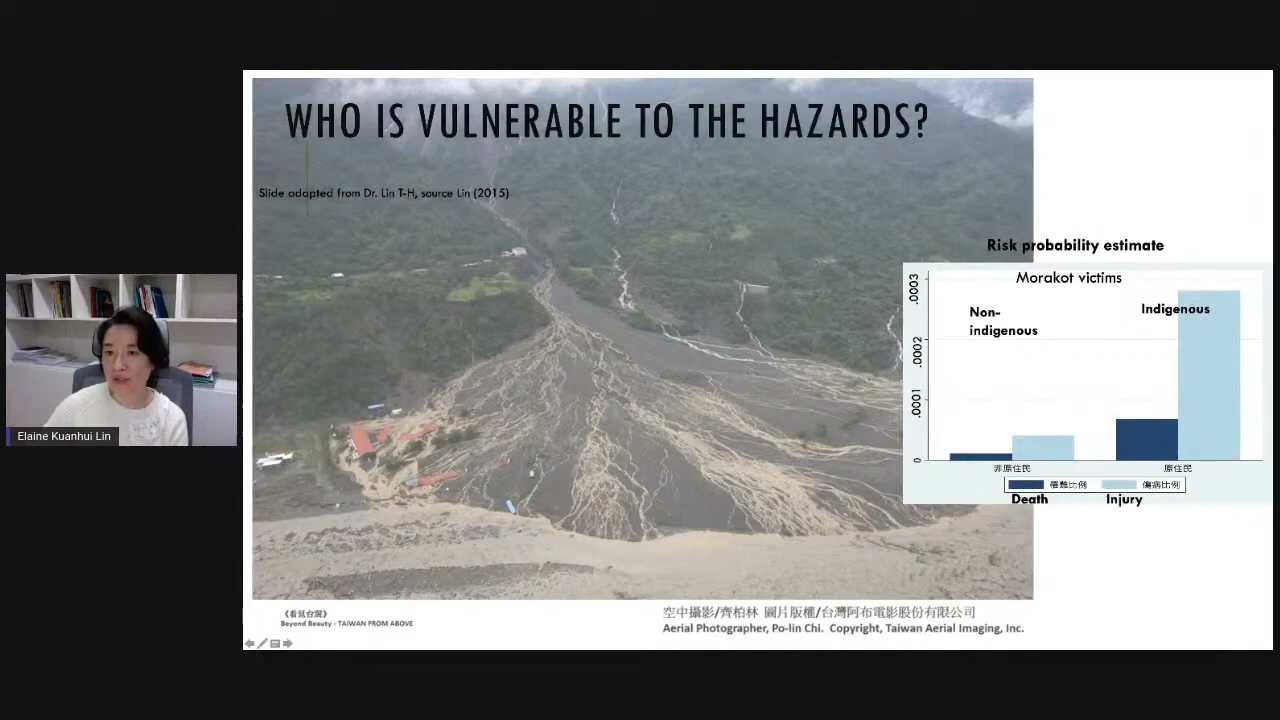 WHO IS VULNERABLE TO THE HAZARDS?
Slide adapted from Dr. Lin T-H, source Lin (2015)
Risk probability estimate
Morakot victims
Non-
indigenous
Indigenous
.0003
.0002
.0001
0
非原住民
原住民
罹難比例
傷病比例
Death
Injury
Elaine Kuanhui Lin
《看見台灣》
Beyond Beauty - TAIWAN FROM ABOVE
空中攝影/齊柏林 圖片版權/台灣阿布電影股份有限公司
Aerial Photographer, Po-lin Chi. Copyright, Taiwan Aerial Imaging, Inc.